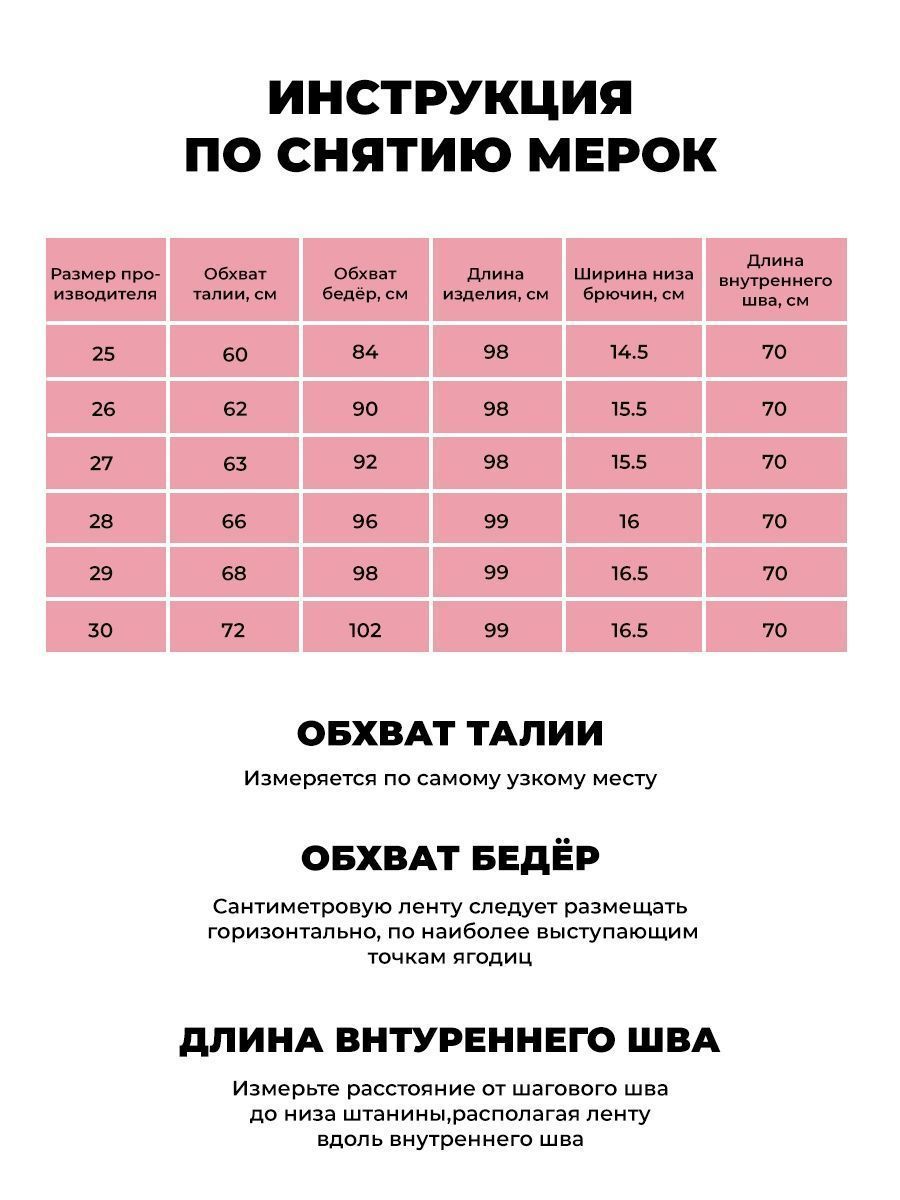 ИНСТРУКЦИЯ
ПО СНЯТИЮ МЕРОК
Размер про-
изводителя
Обхват
талии, см
Обхват
бедёр, см
Длина
изделия, см
Ширина низа
брючин, см
Длина
внутреннего
шва, см
25 60 84 98 14.5 70
26 62 90 98 15.5 70
27 63 92 98 15.5 70
28 66 96 99 16 70
29 68 98 99 16.5 70
30 72 102 99 16.5 70
ОБХВАТ ТАЛИИ
Измеряется по самому узкому месту
ОБХВАТ БЕДЁР
Сантиметровую ленту следует размещать
горизонтально, по наиболее выступающим
точкам ягодиц
ДЛИНА ВНТУРЕННЕГО ШВА
Измерьте расстояние от шагового шва
до низа штанины,располагая ленту
вдоль внутреннего шва